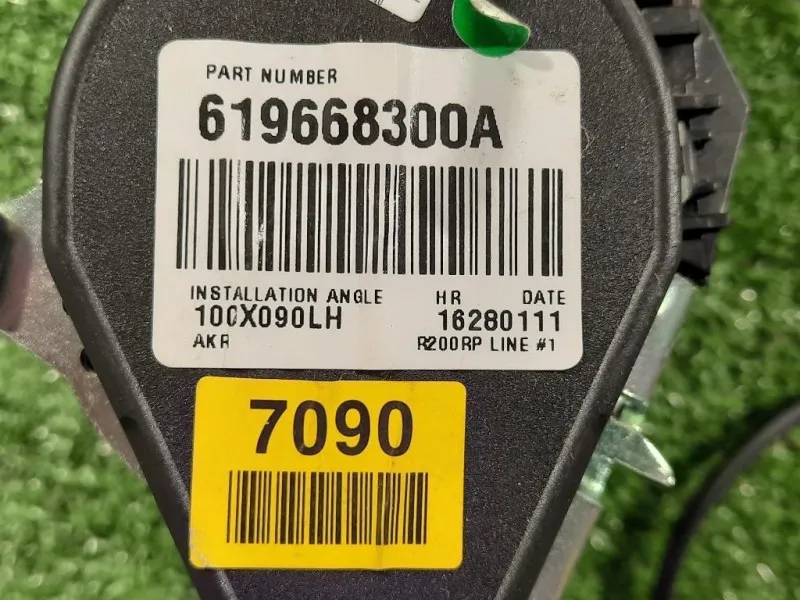 PART NUMBER
619668300A
INSTALLATION ANGLE HR DATE
100X090LH 16280111
AKR R200RP LINE #1
7090